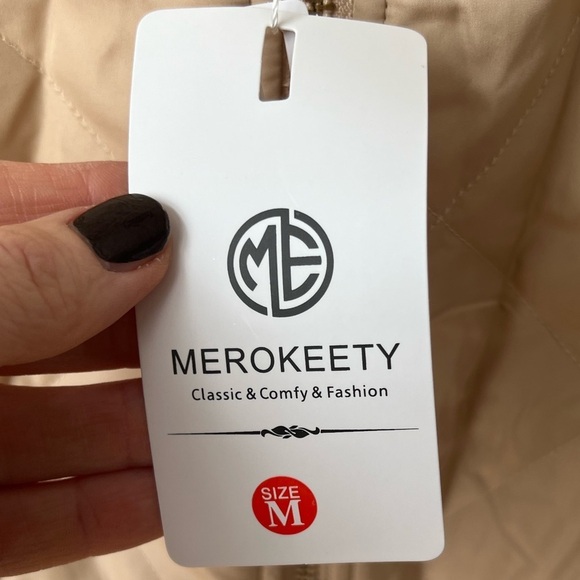 ME
MEROKEETY
Classic & Comfy & Fashion
SIZE
M